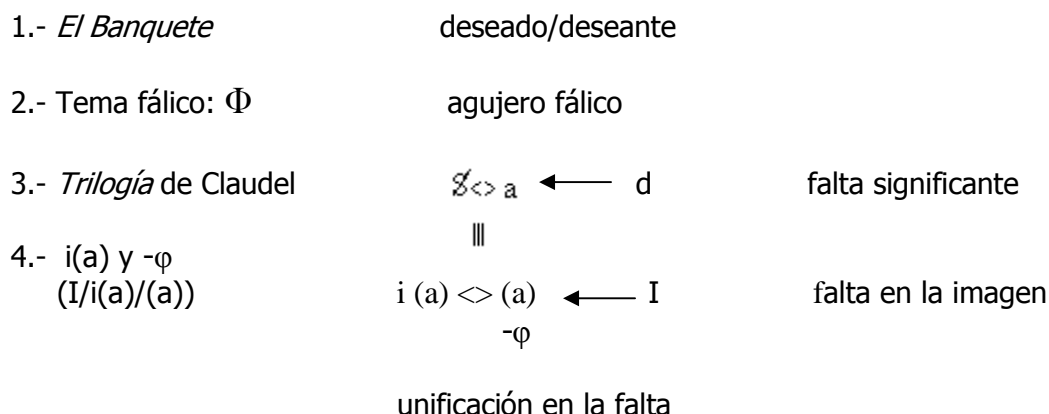 1.- El Banquete deseado/deseante
2.- Tema fálico: Φ agujero fálico
3.- Trilogía de Claudel $<> a ← d falta significante
≡
4.- i(a) y -φ
(I/i(a)/(a)) i (a) <> (a) ← I falta en la imagen
-φ
unificación en la falta